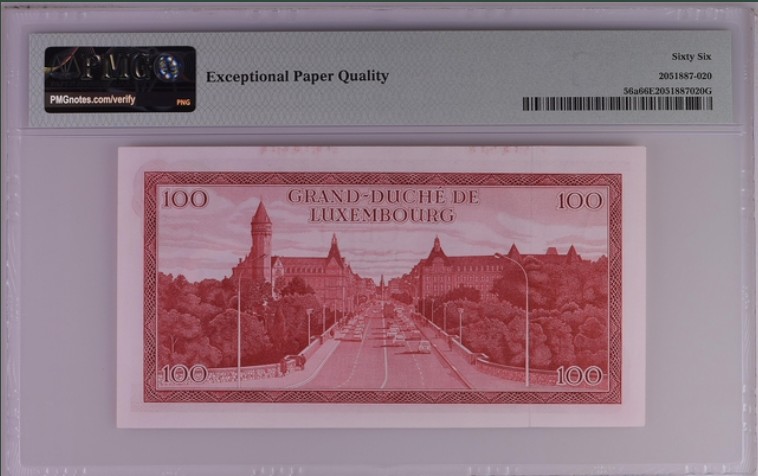 PMG
PMGnotes.com/verify
PNG
Exceptional Paper Quality
Sixty Six
2051887-020
56a66E2051887020G
100
GRAND-DUCHÉ DE
LUXEMBOURG
100
100
100